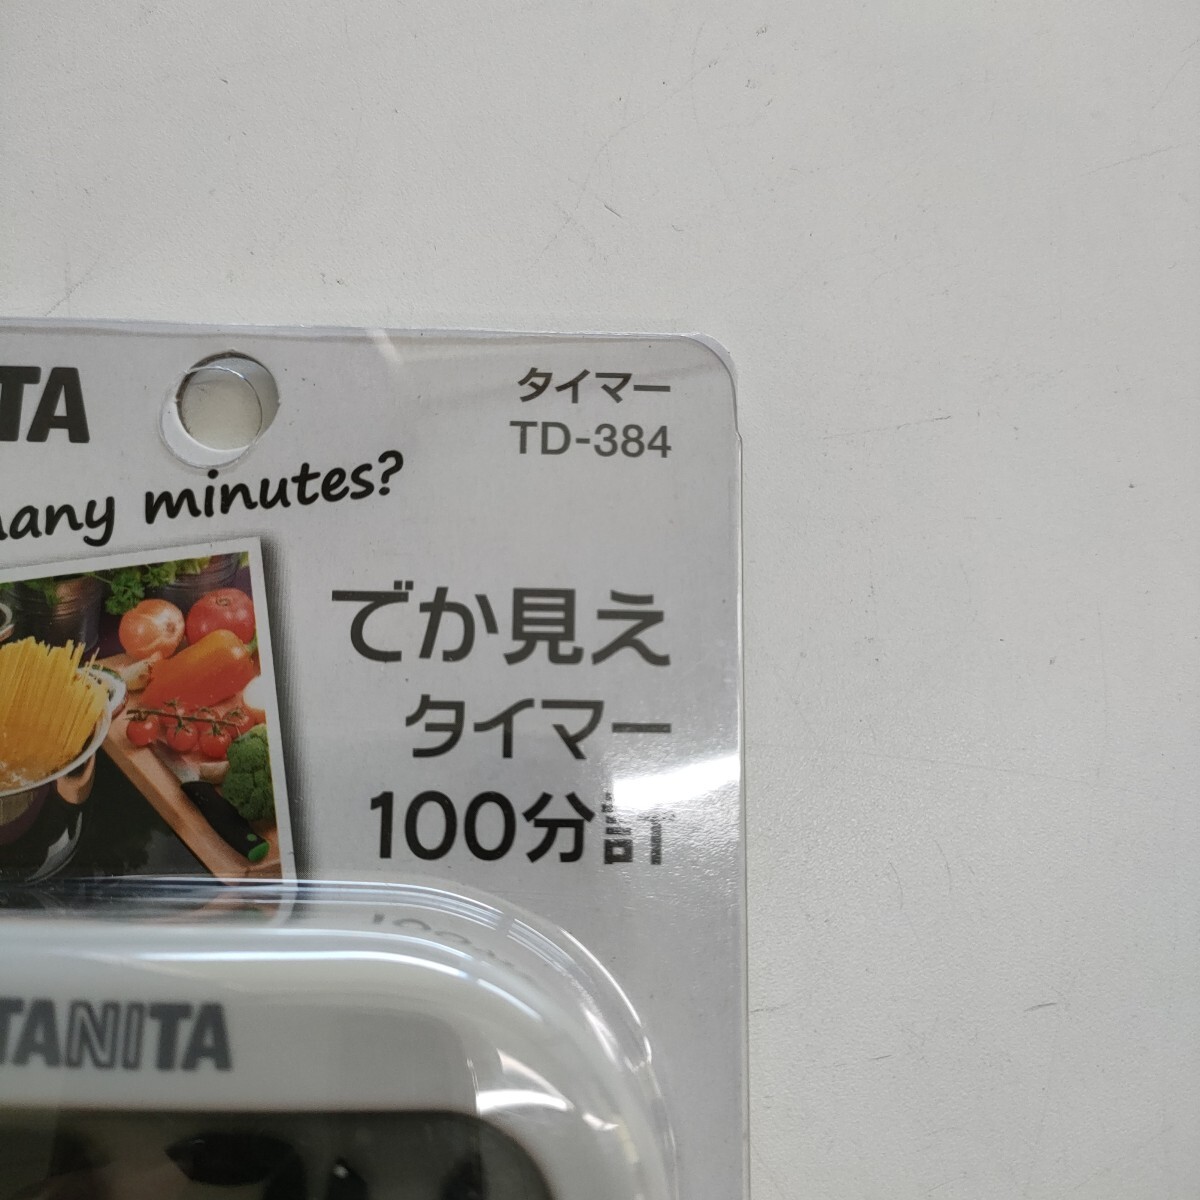 TA
タイマー
TD-384
many minutes?
でか見え
タイマー
100分計
TANITA